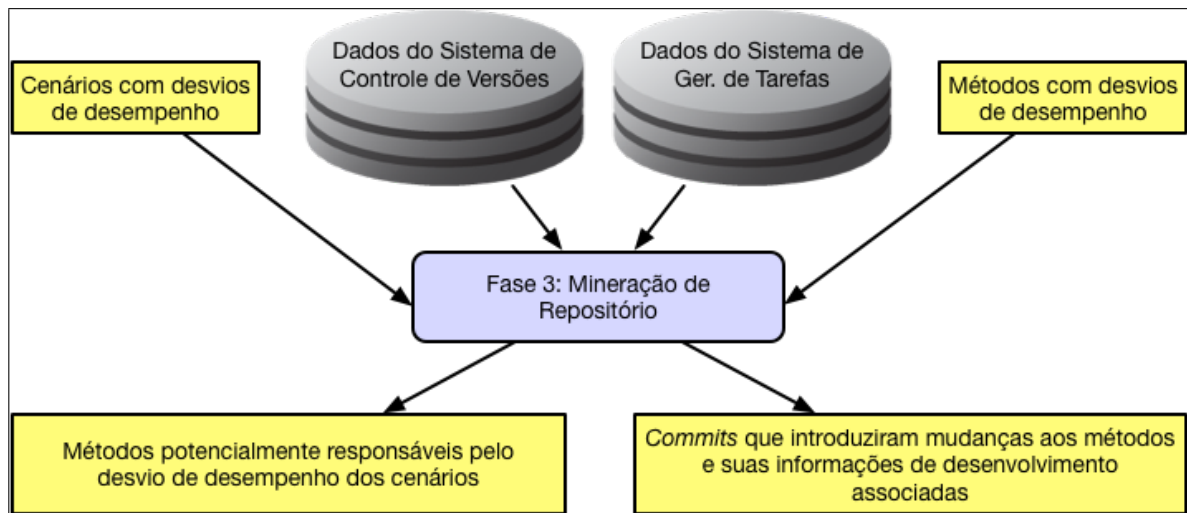 Dados do Sistema de
Controle de Versões
Dados do Sistema de
Ger. de Tarefas
Cenários com desvios
de desempenho
Métodos com desvios
de desempenho
Fase 3: Mineração de
Repositório
Métodos potencialmente responsáveis pelo
desvio de desempenho dos cenários
Commits que introduziram mudanças aos métodos
e suas informações de desenvolvimento
associadas